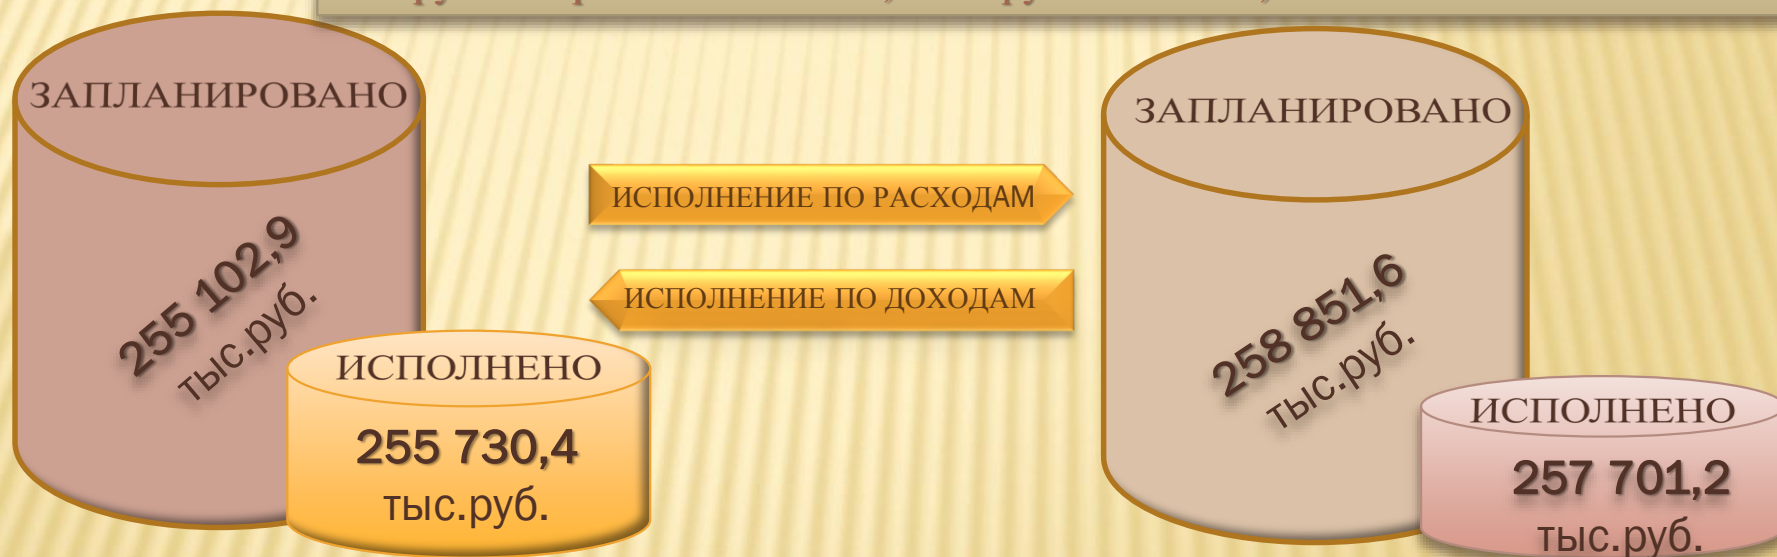 ЗАПЛАНИРОВАНО
255 102,9
тыс.руб.
ИСПОЛНЕНО
255 730,4
тыс.руб.
ИСПОЛНЕНИЕ ПО РАСХОДАМ
ИСПОЛНЕНИЕ ПО ДОХОДАМ
ЗАПЛАНИРОВАНО
258 851,6
тыс.руб.
ИСПОЛНЕНО
257 701,2
тыс.руб.